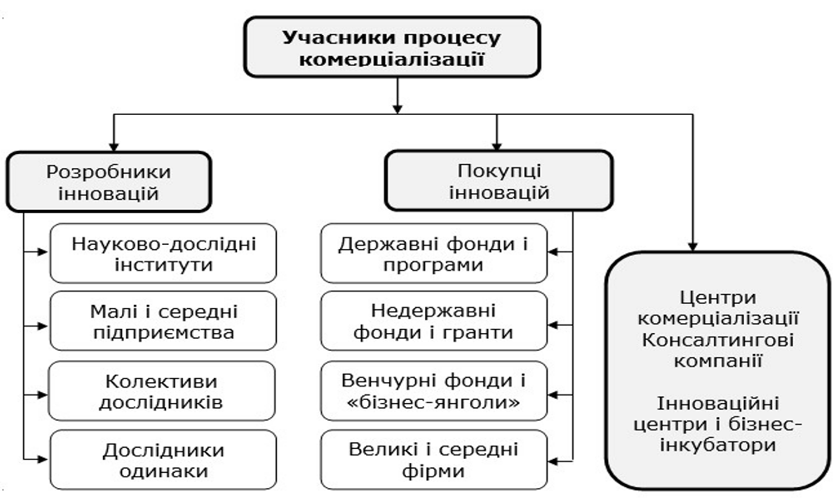 Учасники процесу
комерціалізації
Розробники
інновацій
Науково-дослідні
інститути
Малі і середні
підприємства
Колективи
дослідників
Дослідники
одинаки
Покупці
інновацій
Державні фонди і
програми
Недержавні
фонди і гранти
Венчурні фонди і
«бізнес-янголи»
Великі і середні
фірми
Центри
комерціалізації
Консалтингові
компанії
Інноваційні
центри і бізнес-
інкубатори